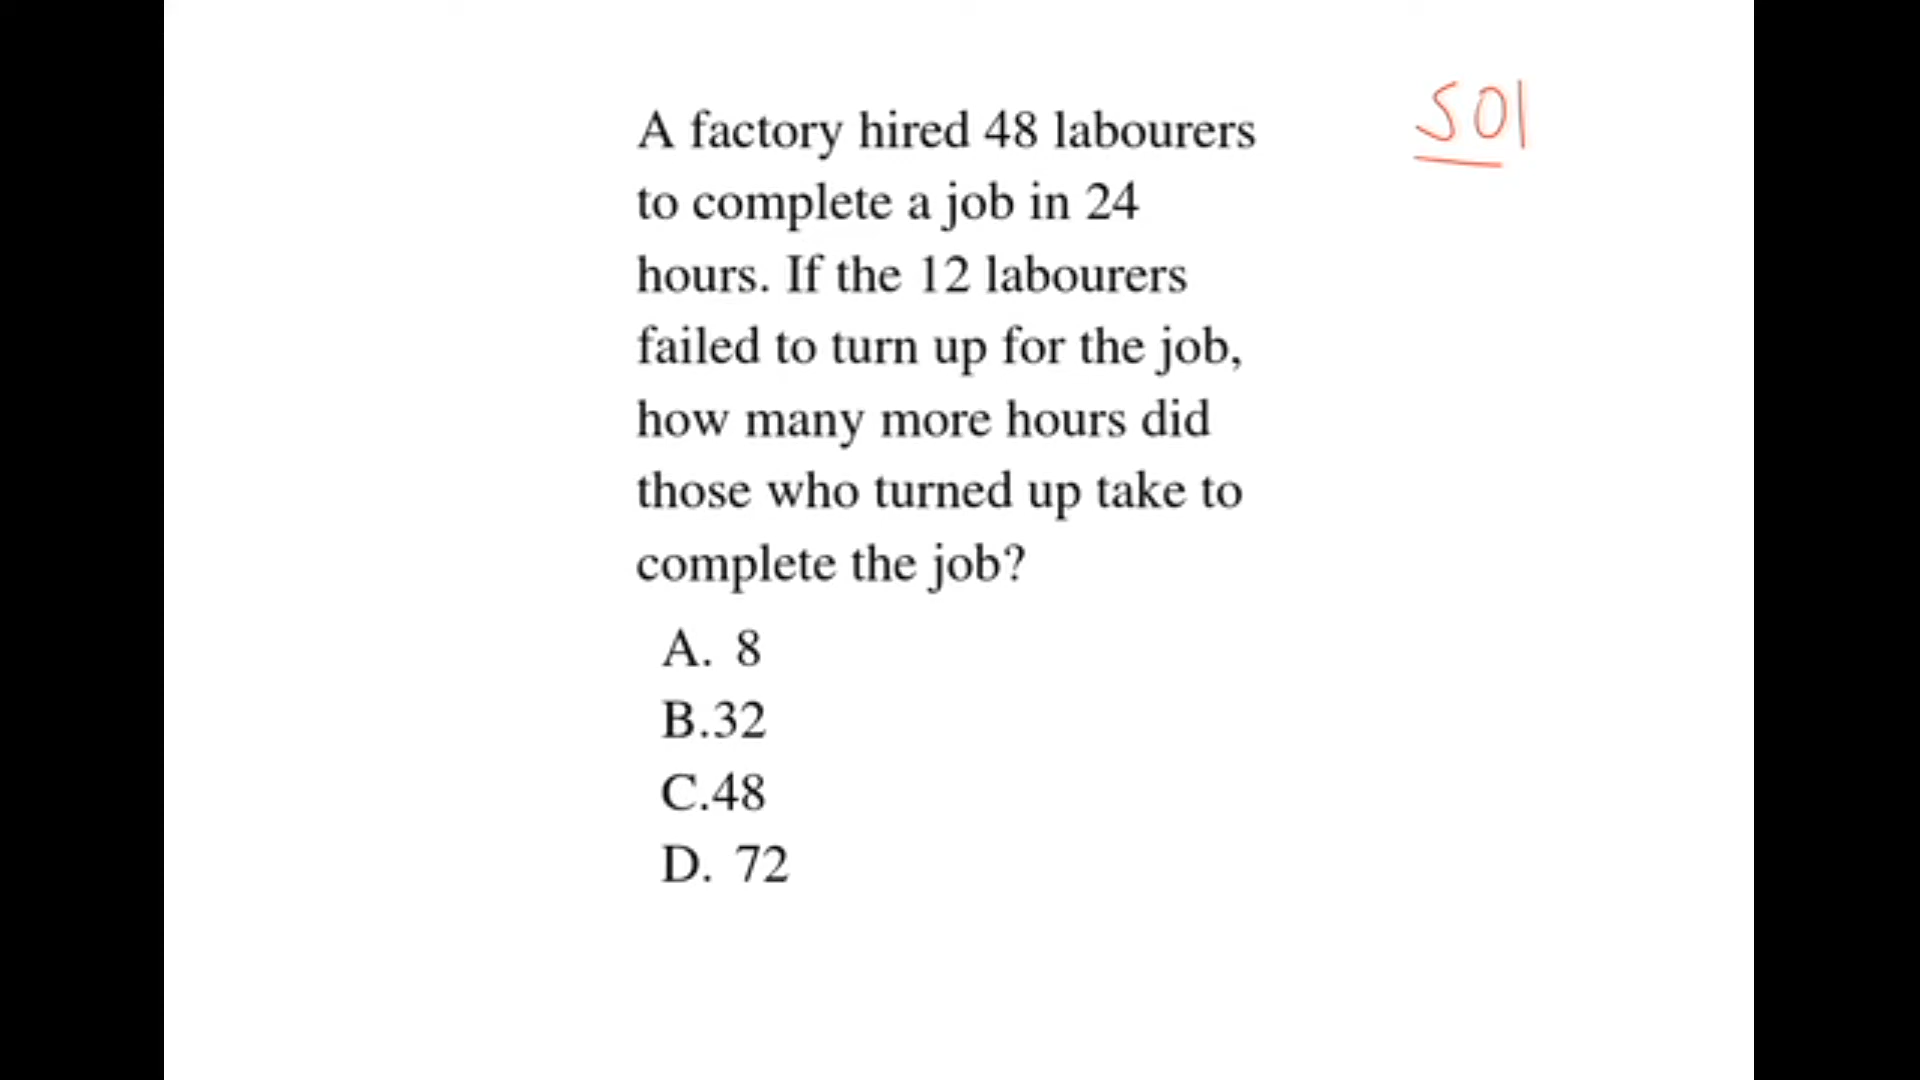 A factory hired 48 labourers
to complete a job in 24
hours. If the 12 labourers
failed to turn up for the job,
how many more hours did
those who turned up take to
complete the job?
A. 8
B.32
C.48
D. 72
Sol